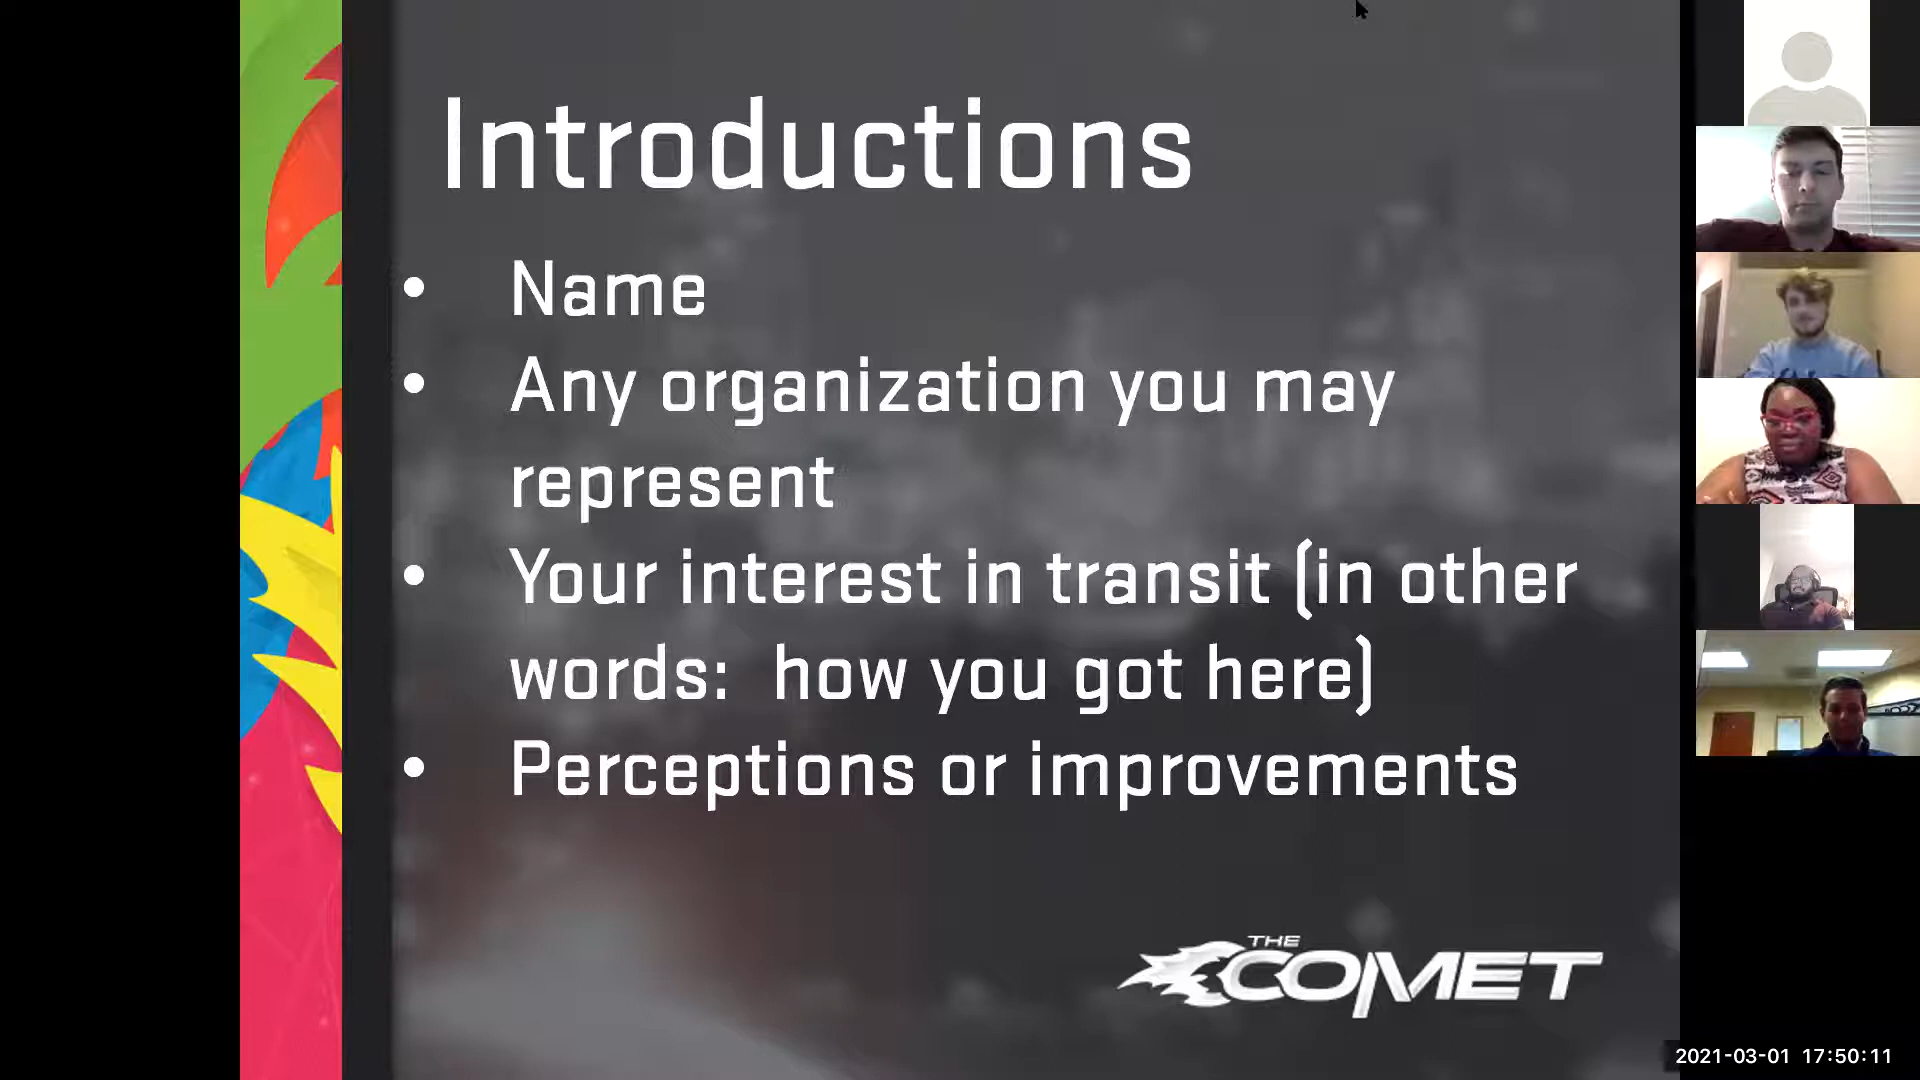 Introductions
• Name
• Any organization you may
represent
• Your interest in transit (in other
words:  how you got here)
• Perceptions or improvements
THE
COMET
2021-03-01 17:50:11